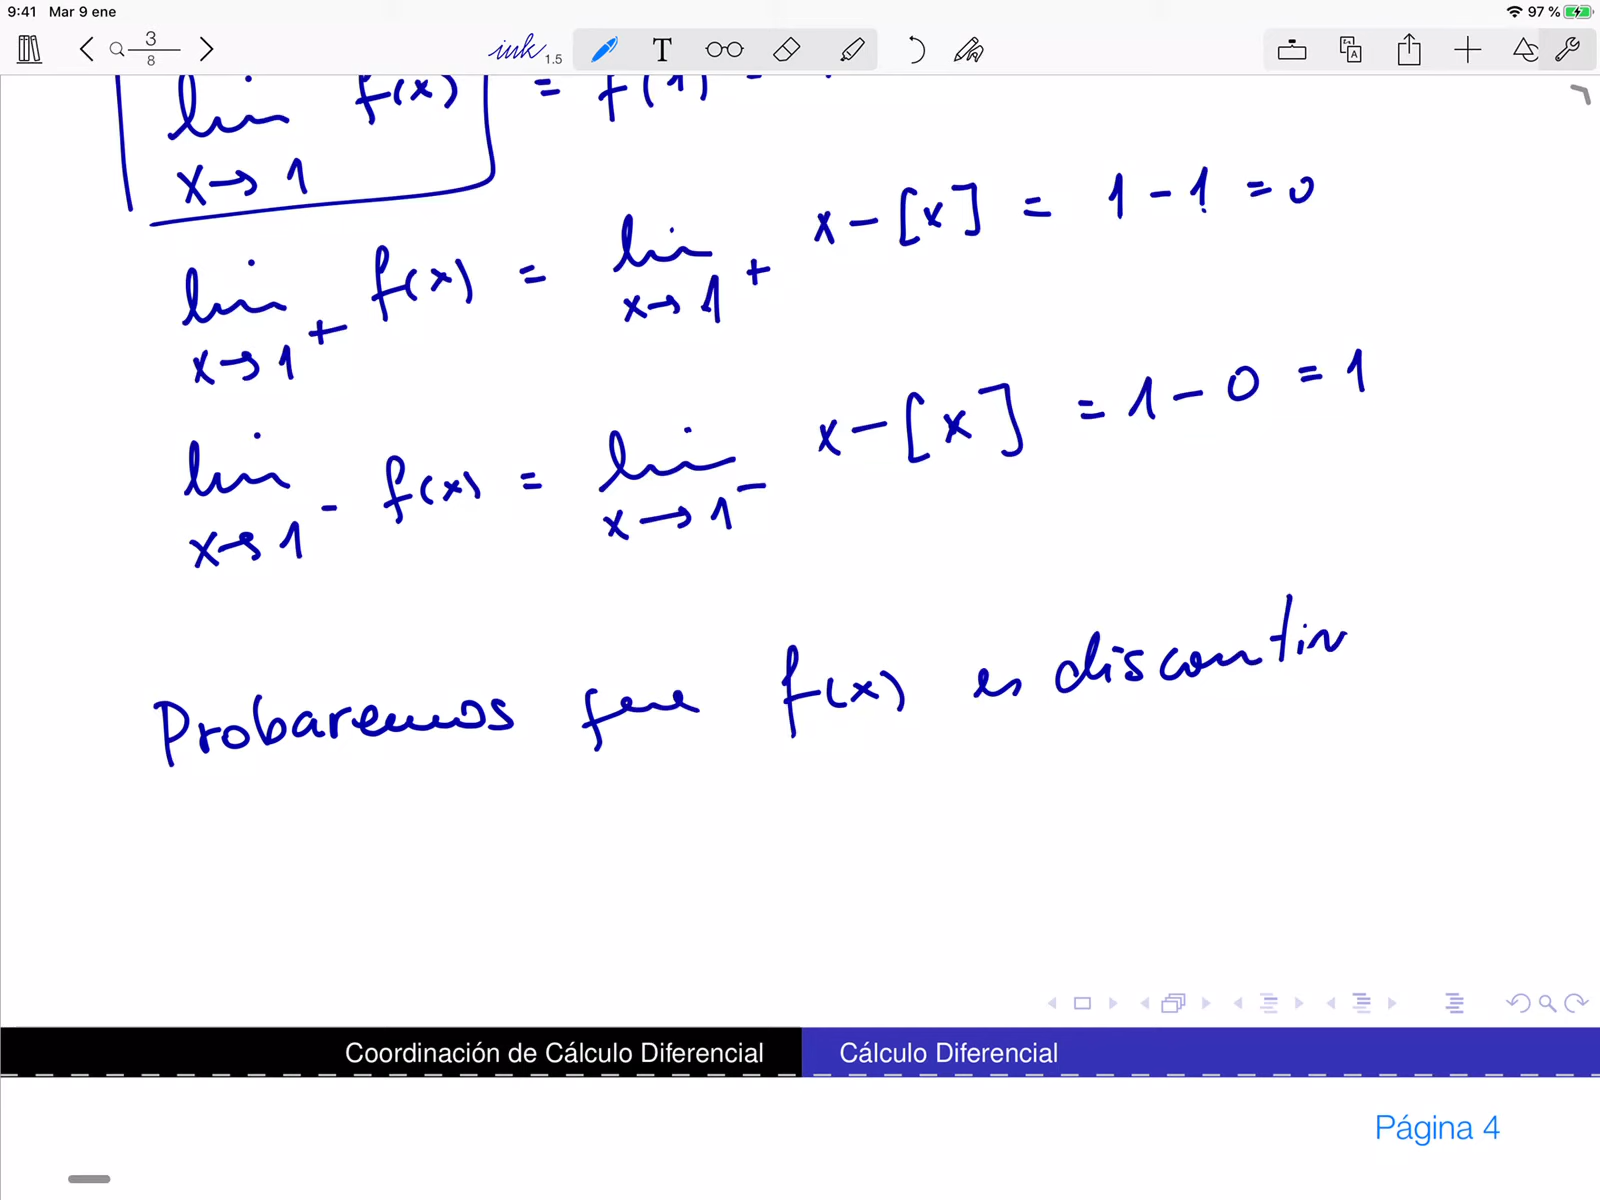 9:41 Mar 9 ene 97 %
3
8
ink 1.5 T
lim f(x) = f(1) =
x→1
lim f(x) = lim x-[x] = 1-1 = 0
x→1+ x→1+
lim f(x) = lim x-[x] = 1-0 = 1
x→1- x→1-
Probaremos que f(x) es discontin
Coordinación de Cálculo Diferencial Cálculo Diferencial
Página 4